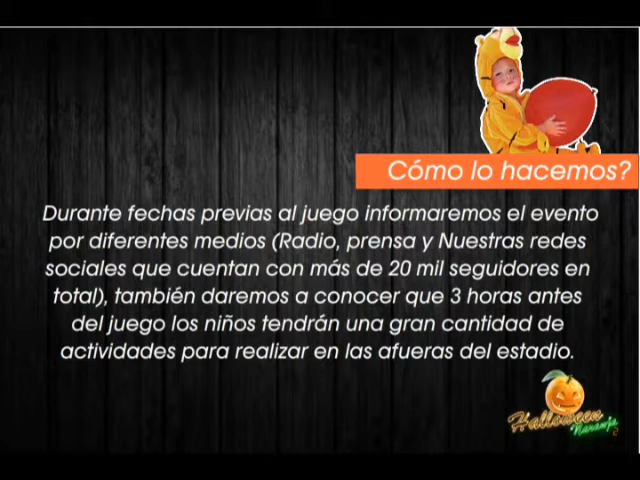 Cómo lo hacemos?
Durante fechas previas al juego informaremos el evento
por diferentes medios (Radio, prensa y Nuestras redes
sociales que cuentan con más de 20 mil seguidores en
total), también daremos a conocer que 3 horas antes
del juego los niños tendrán una gran cantidad de
actividades para realizar en las afueras del estadio.
Halloween
Naranja